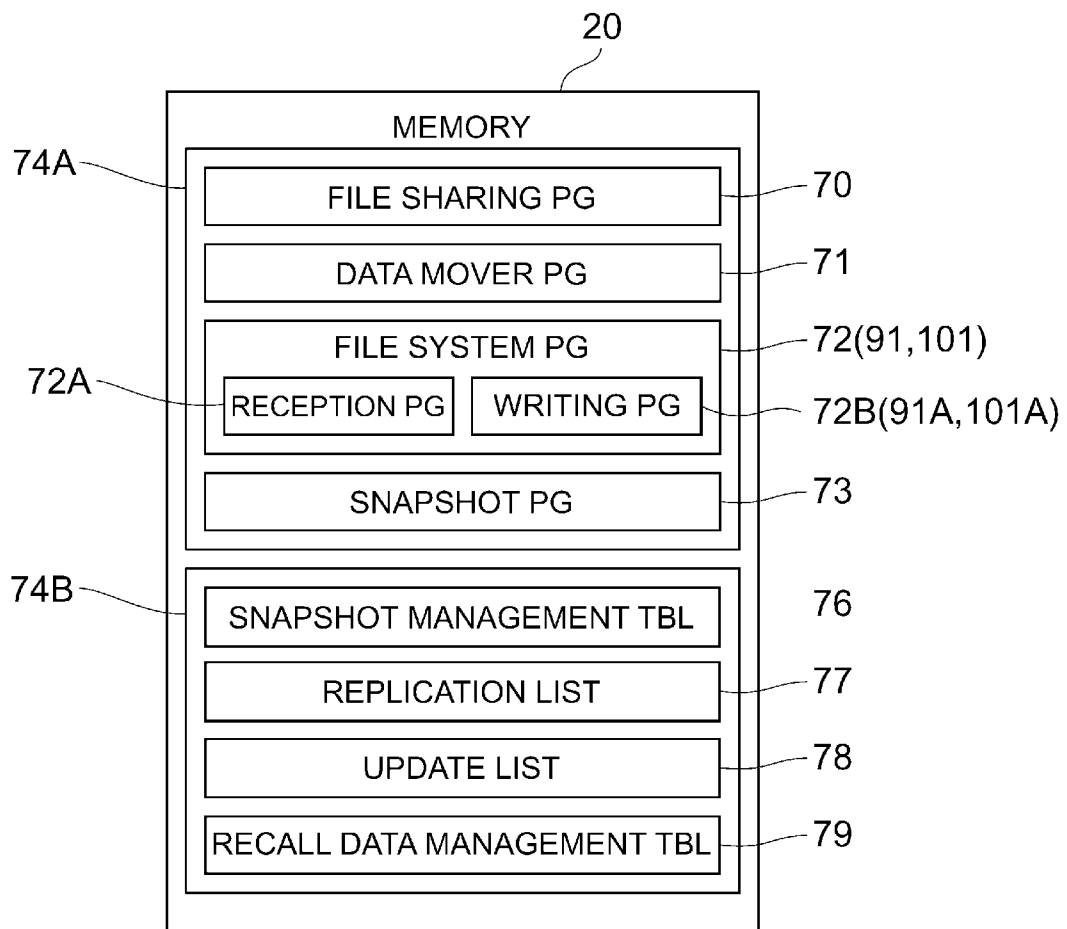 20
MEMORY
74A
FILE SHARING PG
70
DATA MOVER PG
71
FILE SYSTEM PG
72(91,101)
72A
RECEPTION PG
WRITING PG
72B(91A,101A)
SNAPSHOT PG
73
74B
SNAPSHOT MANAGEMENT TBL
76
REPLICATION LIST
77
UPDATE LIST
78
RECALL DATA MANAGEMENT TBL
79